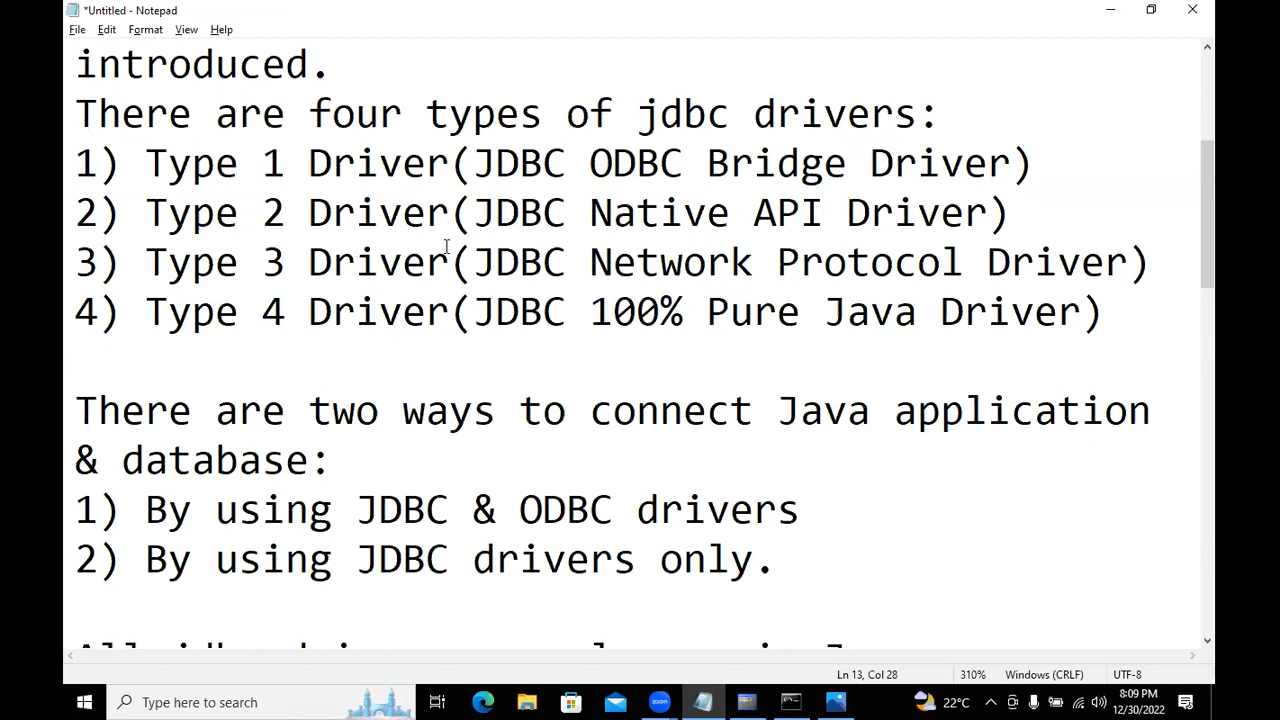 *Untitled - Notepad
File Edit Format View Help
introduced.
There are four types of jdbc drivers:
1) Type 1 Driver(JDBC ODBC Bridge Driver)
2) Type 2 Driver(JDBC Native API Driver)
3) Type 3 Driver(JDBC Network Protocol Driver)
4) Type 4 Driver(JDBC 100% Pure Java Driver)
There are two ways to connect Java application
& database:
1) By using JDBC & ODBC drivers
2) By using JDBC drivers only.
Ln 13, Col 28 310% Windows (CRLF) UTF-8
Type here to search
22°C
8:09 PM
12/30/2022